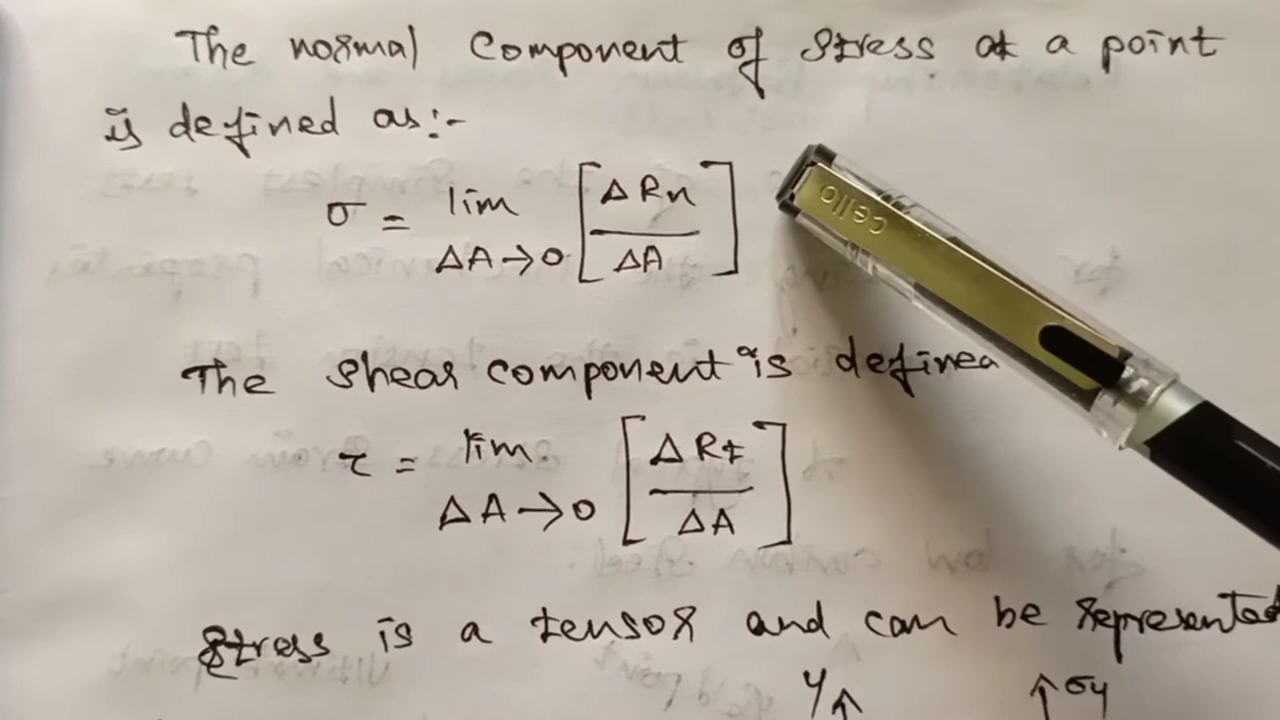 The normal component of stress at a point
is defined as:-
σ = lim ΔA→0 [ΔRn / ΔA]
cello
The shear component is defined
τ = lim ΔA→0 [ΔRt / ΔA]
stress is a tensor and can be represented
y ↑ ↑ σy